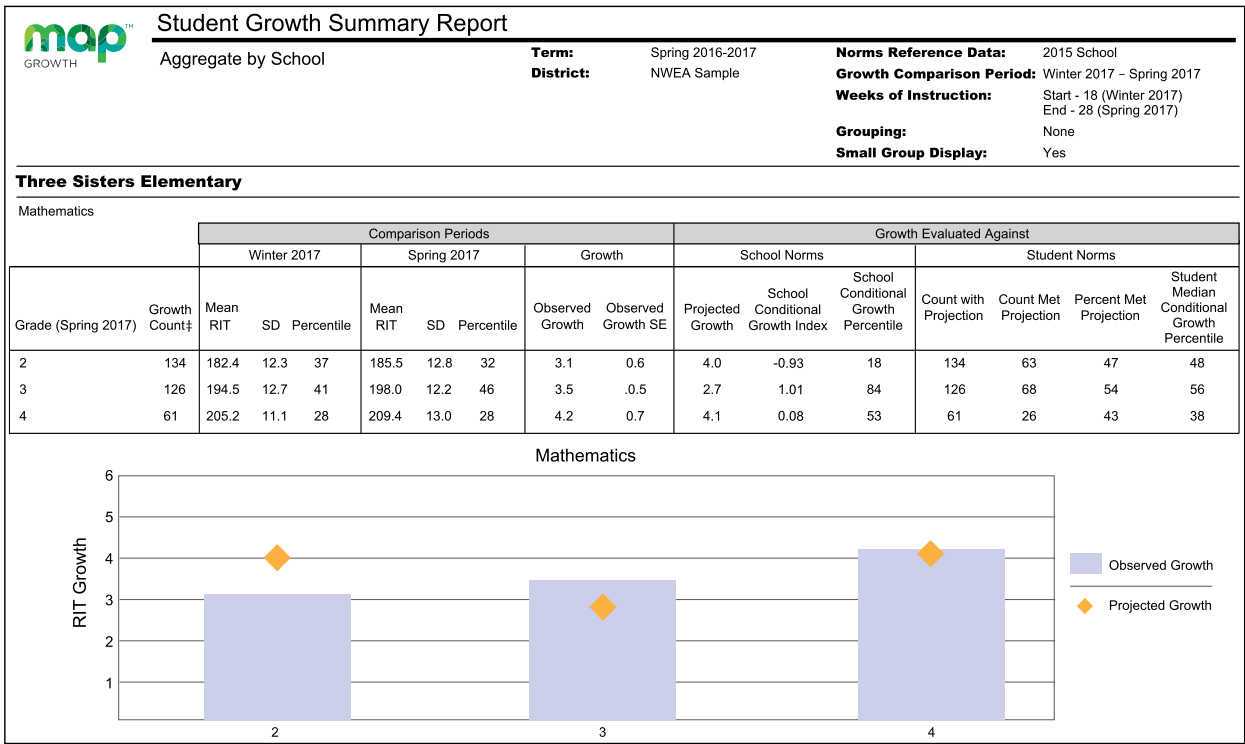 map™
GROWTH
Student Growth Summary Report
Aggregate by School
Term: Spring 2016-2017
District: NWEA Sample
Norms Reference Data: 2015 School
Growth Comparison Period: Winter 2017 – Spring 2017
Weeks of Instruction: Start - 18 (Winter 2017)
End - 28 (Spring 2017)
Grouping: None
Small Group Display: Yes
Three Sisters Elementary
Mathematics
Comparison Periods Growth Evaluated Against
Winter 2017 Spring 2017 Growth School Norms Student Norms
Grade (Spring 2017) Growth Count‡ Mean RIT SD Percentile Mean RIT SD Percentile Observed Growth Observed Growth SE Projected Growth School Conditional Growth Index School Conditional Growth Percentile Count with Projection Count Met Projection Percent Met Projection Student Median Conditional Growth Percentile
2 134 182.4 12.3 37 185.5 12.8 32 3.1 0.6 4.0 -0.93 18 134 63 47 48
3 126 194.5 12.7 41 198.0 12.2 46 3.5 .0.5 2.7 1.01 84 126 68 54 56
4 61 205.2 11.1 28 209.4 13.0 28 4.2 0.7 4.1 0.08 53 61 26 43 38
Mathematics
6
5
4
3
2
1
RIT Growth
2 3 4
Observed Growth
Projected Growth